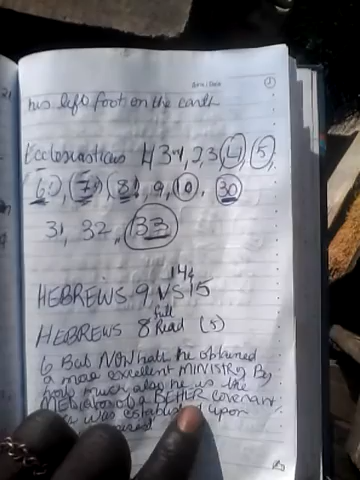 his left foot on the earth
Ecclesiasticus 43 v 1, 2, 3, 4, 5,
6, 7, 8, 9, 10, 30
31, 32, 33
14
HEBREWS 9 VS 15
full
HEBREWS 8 Read (5)
6 But NOW hath he obtained
a more excellent MINISTRY By
how much also he is the
MEDIATOR of a BETTER covenant,
was established upon